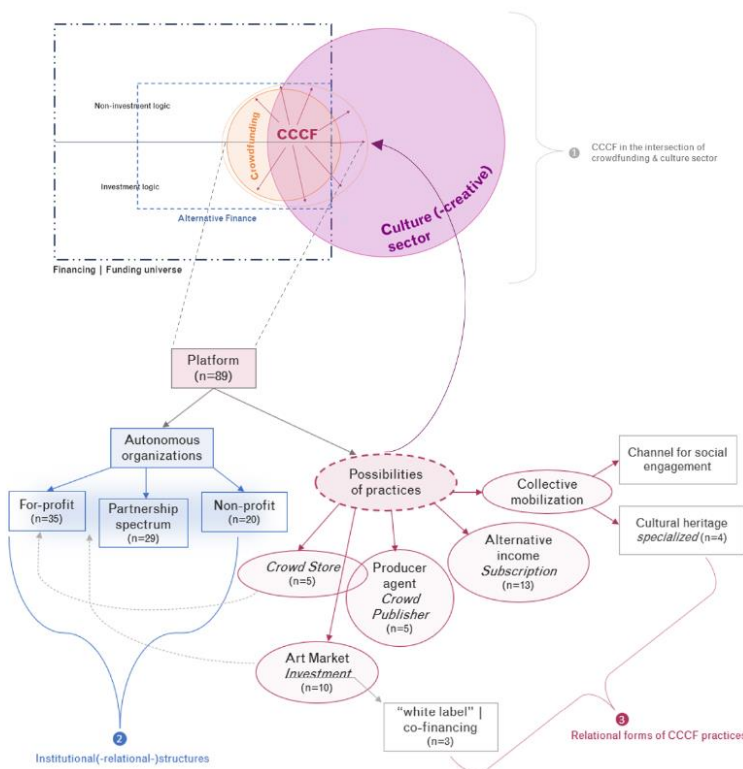 Non-investment logic
Crowdfunding
CCCF
Investment logic
Alternative Finance
Culture (-creative)
sector
Financing | Funding universe
1
CCCF in the intersection of
crowdfunding & culture sector
Platform
(n=89)
Autonomous
organizations
For-profit
(n=35)
Partnership
spectrum
(n=29)
Non-profit
(n=20)
Possibilities
of practices
Collective
mobilization
Channel for social
engagement
Cultural heritage
specialized (n=4)
Crowd Store
(n=5)
Producer
agent
Crowd
Publisher
(n=5)
Alternative
income
Subscription
(n=13)
Art Market
Investment
(n=10)
"white label" |
co-financing
(n=3)
2
Institutional(-relational-)structures
3
Relational forms of CCCF practices